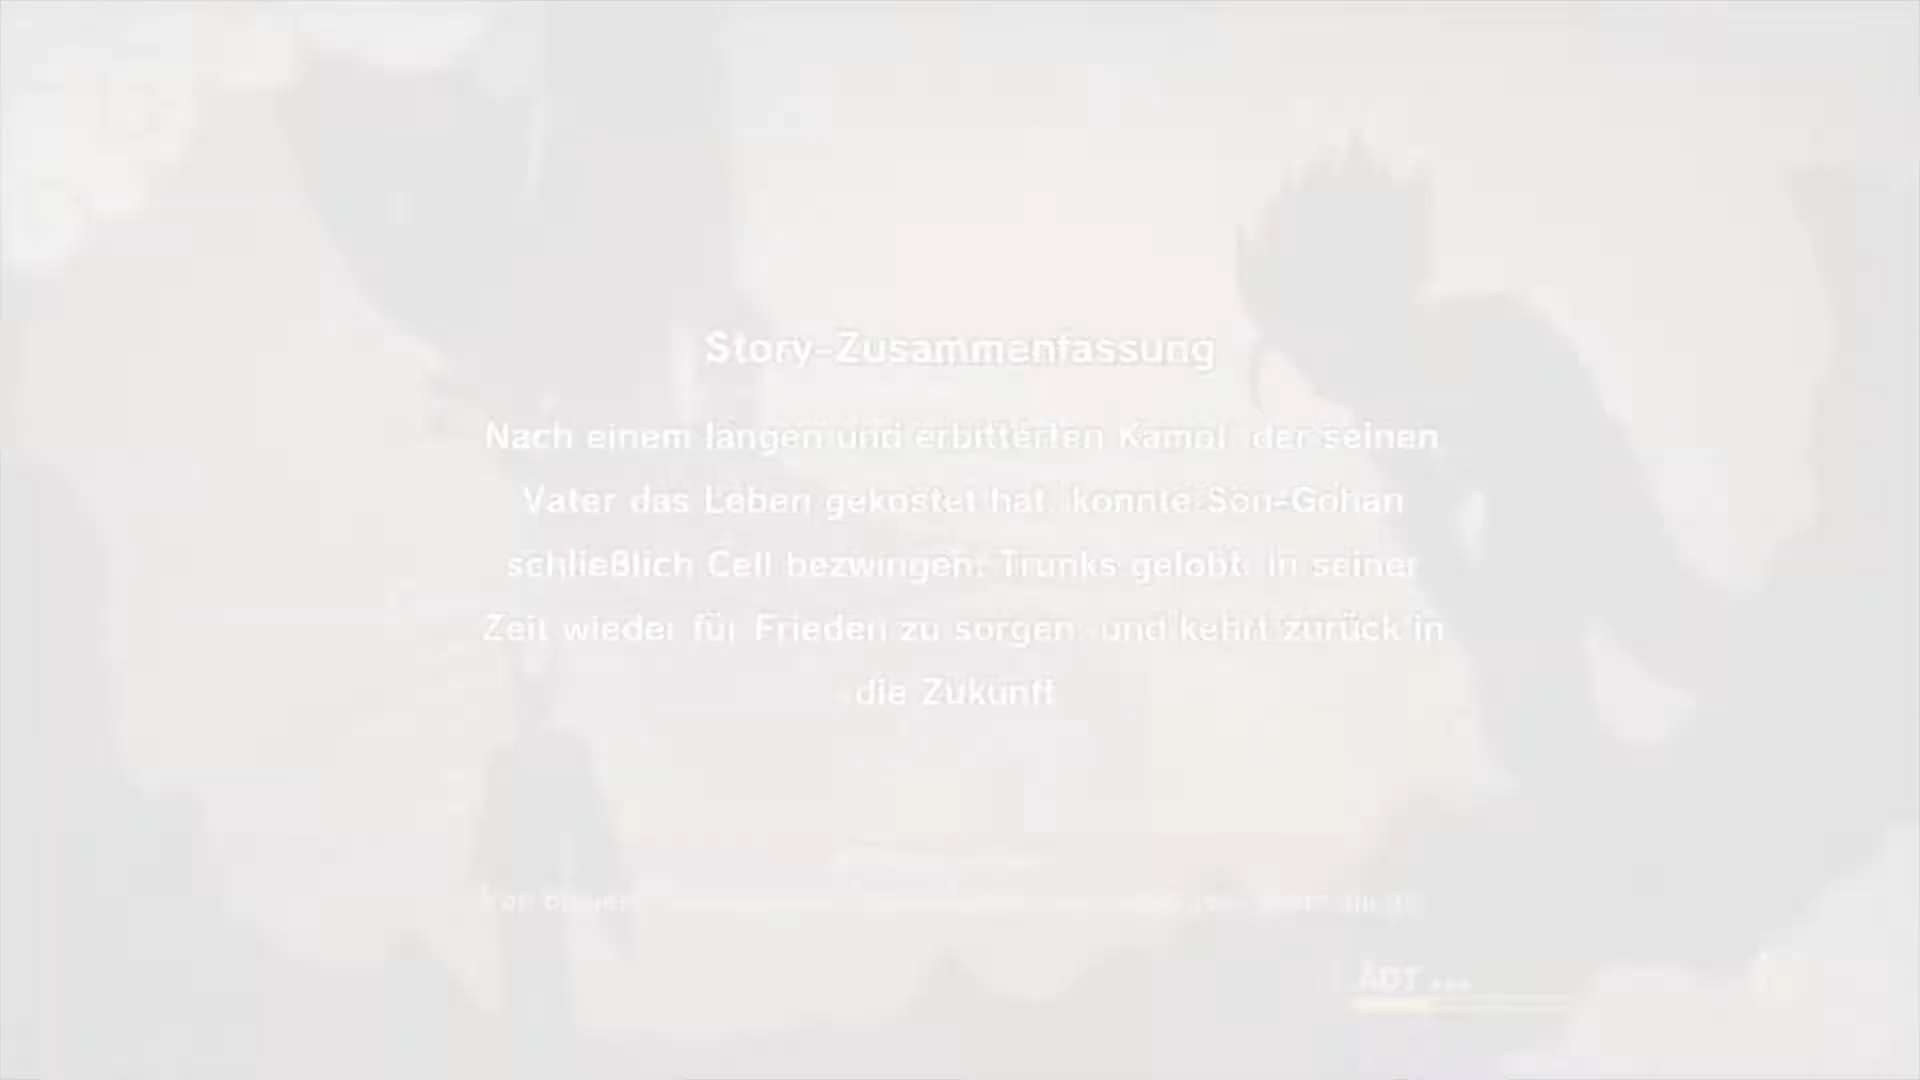 Story-Zusammenfassung
Nach einem langen und erbitterten Kampf, der seinen
Vater das Leben gekostet hat, konnte Son-Gohan
schließlich Cell bezwingen. Trunks gelobt, in seiner
Zeit wieder für Frieden zu sorgen, und kehrt zurück in
die Zukunft
LÄDT...